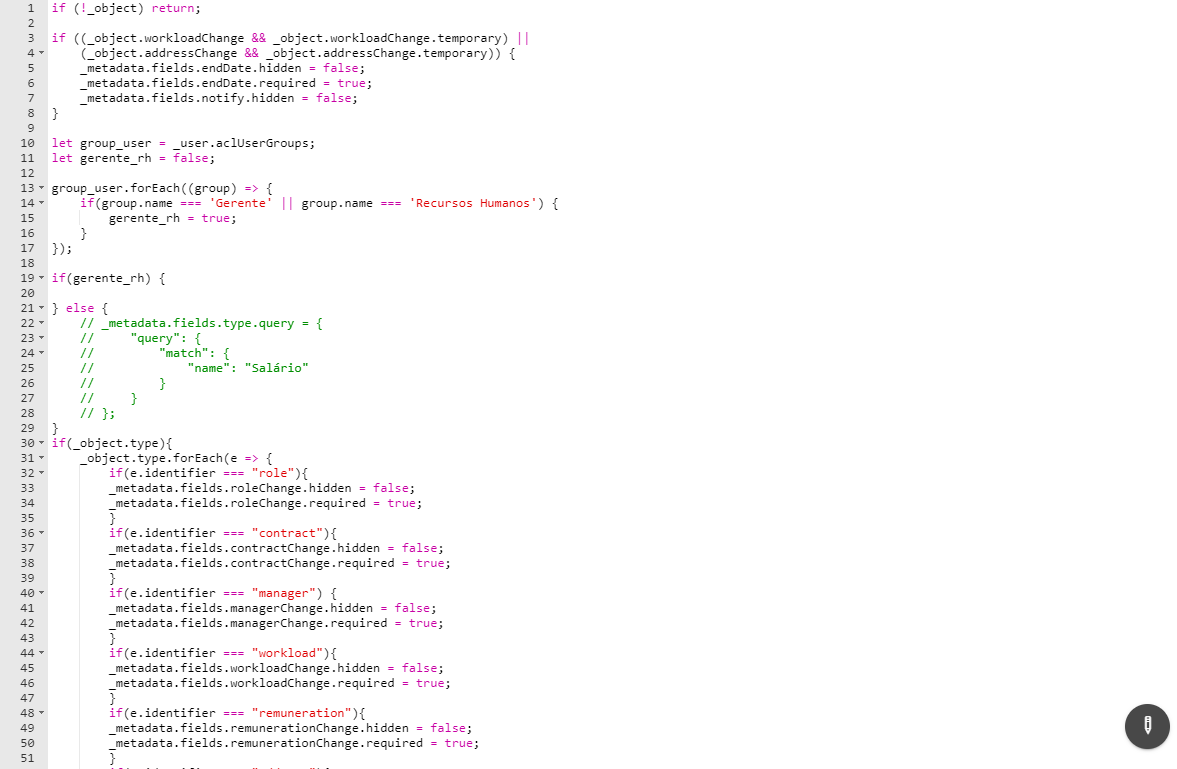 1 if (!_object) return;
2
3 if ((_object.workloadChange && _object.workloadChange.temporary) ||
4     (_object.addressChange && _object.addressChange.temporary)) {
5     _metadata.fields.endDate.hidden = false;
6     _metadata.fields.endDate.required = true;
7     _metadata.fields.notify.hidden = false;
8 }
9
10 let group_user = _user.aclUserGroups;
11 let gerente_rh = false;
12
13 group_user.forEach((group) => {
14     if(group.name === 'Gerente' || group.name === 'Recursos Humanos') {
15         gerente_rh = true;
16     }
17 });
18
19 if(gerente_rh) {
20
21 } else {
22     // _metadata.fields.type.query = {
23     //     "query": {
24     //         "match": {
25     //             "name": "Salário"
26     //         }
27     //     }
28     // };
29 }
30 if(_object.type){
31     _object.type.forEach(e => {
32         if(e.identifier === "role"){
33         _metadata.fields.roleChange.hidden = false;
34         _metadata.fields.roleChange.required = true;
35         }
36         if(e.identifier === "contract"){
37         _metadata.fields.contractChange.hidden = false;
38         _metadata.fields.contractChange.required = true;
39         }
40         if(e.identifier === "manager") {
41         _metadata.fields.managerChange.hidden = false;
42         _metadata.fields.managerChange.required = true;
43         }
44         if(e.identifier === "workload"){
45         _metadata.fields.workloadChange.hidden = false;
46         _metadata.fields.workloadChange.required = true;
47         }
48         if(e.identifier === "remuneration"){
49         _metadata.fields.remunerationChange.hidden = false;
50         _metadata.fields.remunerationChange.required = true;
51         }